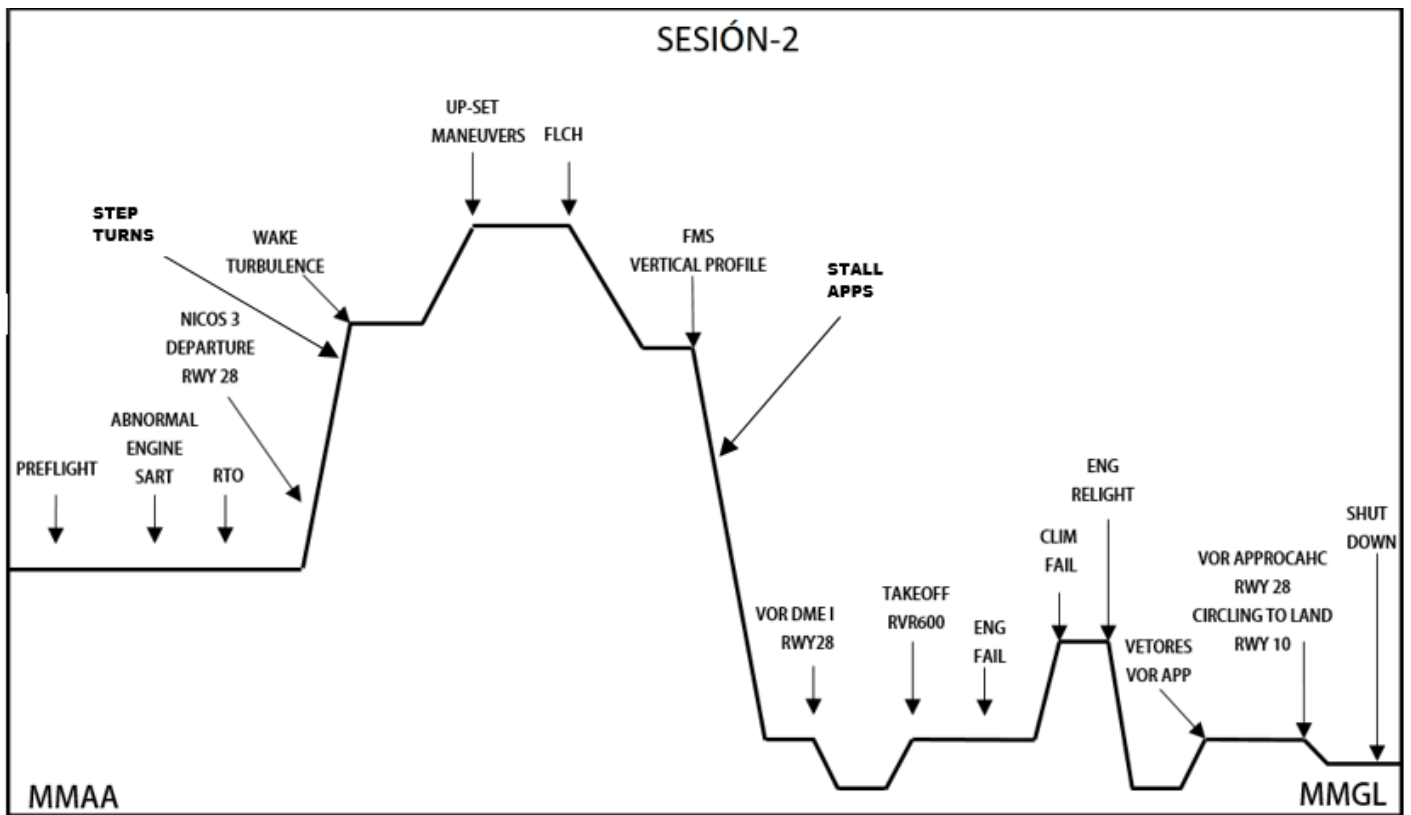 SESIÓN-2
UP-SET
MANEUVERS
FLCH
STEP
TURNS
WAKE
TURBULENCE
FMS
VERTICAL PROFILE
STALL
APPS
NICOS 3
DEPARTURE
RWY 28
ABNORMAL
ENGINE
SART
PREFLIGHT
RTO
ENG
RELIGHT
SHUT
DOWN
CLIM
FAIL
VOR APPROCAHC
RWY 28
CIRCLING TO LAND
RWY 10
VOR DME I
RWY28
TAKEOFF
RVR600
ENG
FAIL
VETORES
VOR APP
MMAA
MMGL